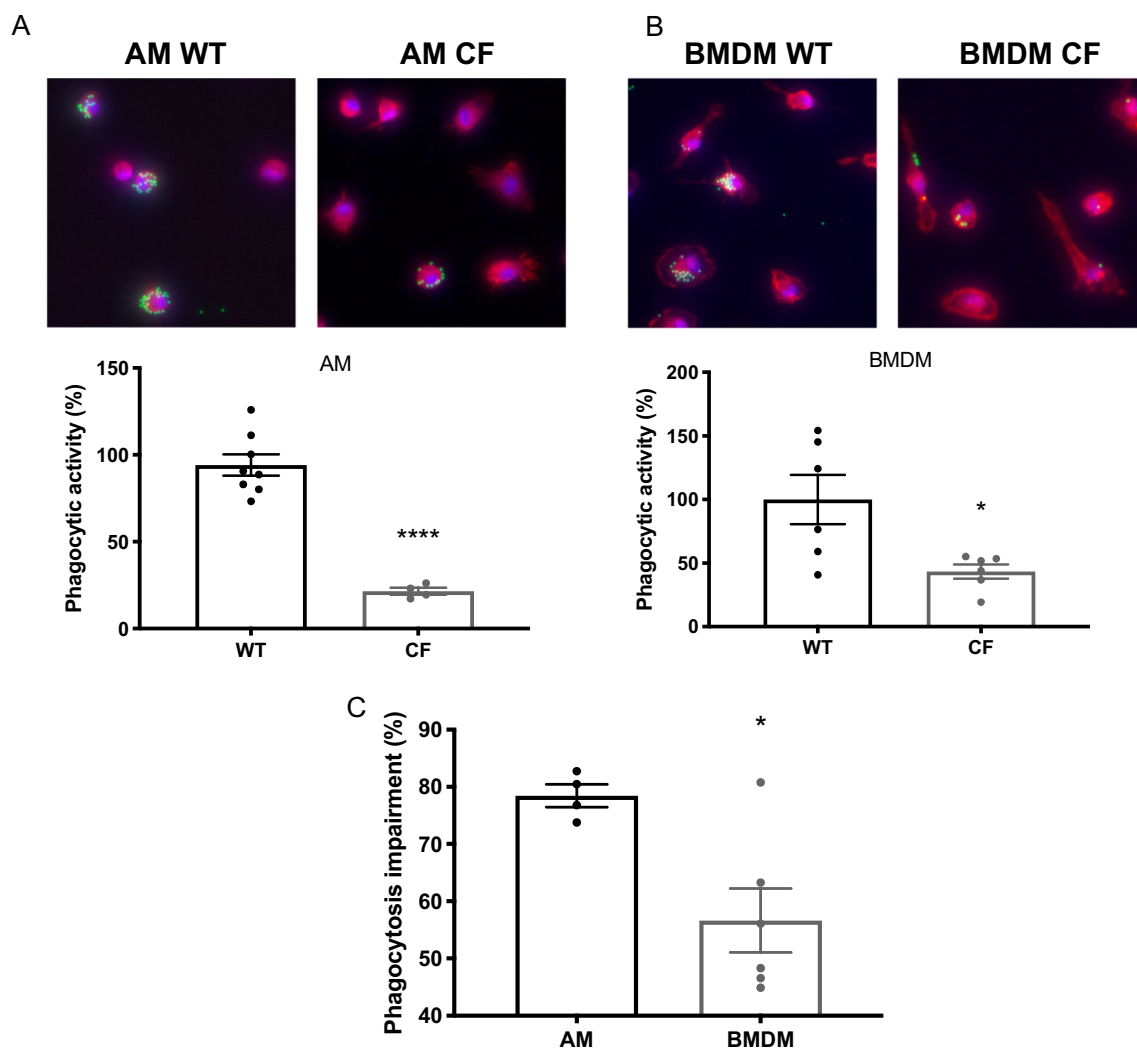 A
AM WT
AM CF
B
BMDM WT
BMDM CF
AM
Phagocytic activity (%)
150
100
50
0
****
WT
CF
BMDM
Phagocytic activity (%)
200
150
100
50
0
*
WT
CF
C
Phagocytosis impairment (%)
90
80
70
60
50
40
*
AM
BMDM